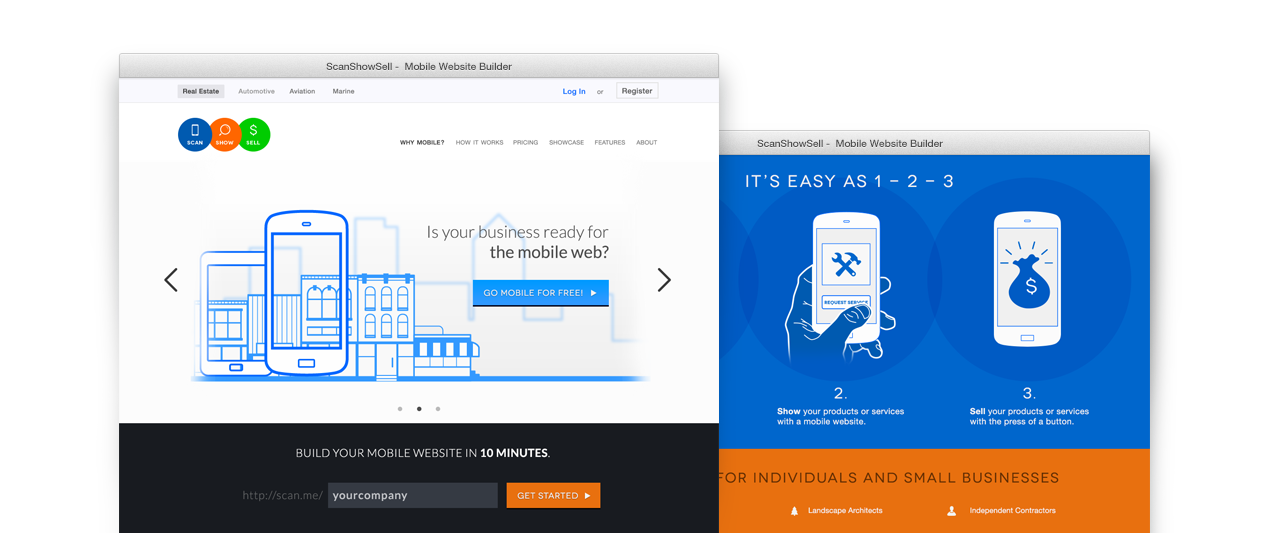 ScanShowSell -  Mobile Website Builder
Real Estate Automotive Aviation Marine Log In or Register
SCAN SHOW SELL
WHY MOBILE? HOW IT WORKS PRICING SHOWCASE FEATURES ABOUT
Is your business ready for
the mobile web?
GO MOBILE FOR FREE!
BUILD YOUR MOBILE WEBSITE IN 10 MINUTES.
http://scan.me/ yourcompany GET STARTED
ScanShowSell -  Mobile Website Builder
IT'S EASY AS 1 – 2 – 3
REQUEST SERVICE
$
2.
Show your products or services
with a mobile website.
3.
Sell your products or services
with the press of a button.
FOR INDIVIDUALS AND SMALL BUSINESSES
Landscape Architects Independent Contractors